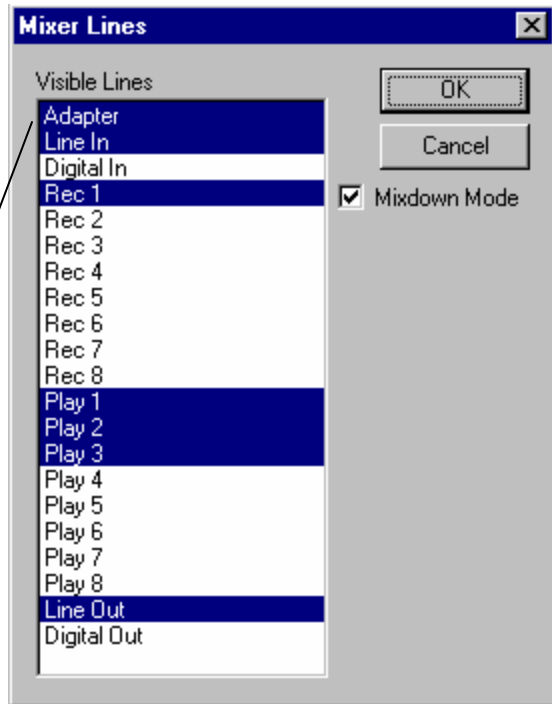 Mixer Lines
Visible Lines
OK
Cancel
Mixdown Mode
Adapter
Line In
Digital In
Rec 1
Rec 2
Rec 3
Rec 4
Rec 5
Rec 6
Rec 7
Rec 8
Play 1
Play 2
Play 3
Play 4
Play 5
Play 6
Play 7
Play 8
Line Out
Digital Out